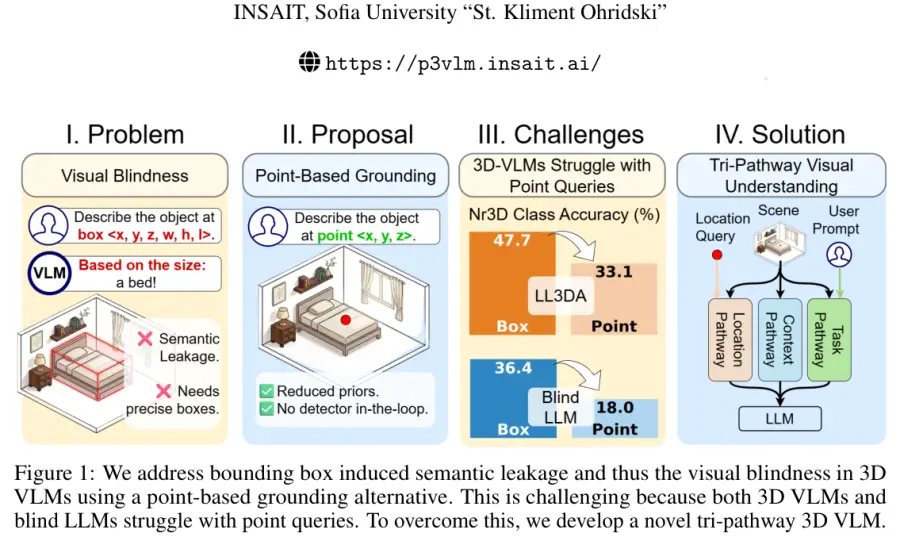 INSAIT, Sofia University “St. Kliment Ohridski”
https://p3vlm.insait.ai/
I. Problem
Visual Blindness
Describe the object at
box <x, y, z, w, h, l>.
VLM
Based on the size:
a bed!
Semantic
Leakage.
Needs
precise boxes.
II. Proposal
Point-Based Grounding
Describe the object
at point <x, y, z>.
Reduced priors.
No detector in-the-loop.
III. Challenges
3D-VLMs Struggle with
Point Queries
Nr3D Class Accuracy (%)
47.7
33.1
LL3DA
Box
Point
36.4
Blind
LLM
18.0
Box
Point
IV. Solution
Tri-Pathway Visual
Understanding
Location
Query
Scene
User
Prompt
Location
Pathway
Context
Pathway
Task
Pathway
LLM
Figure 1: We address bounding box induced semantic leakage and thus the visual blindness in 3D
VLMs using a point-based grounding alternative. This is challenging because both 3D VLMs and
blind LLMs struggle with point queries. To overcome this, we develop a novel tri-pathway 3D VLM.